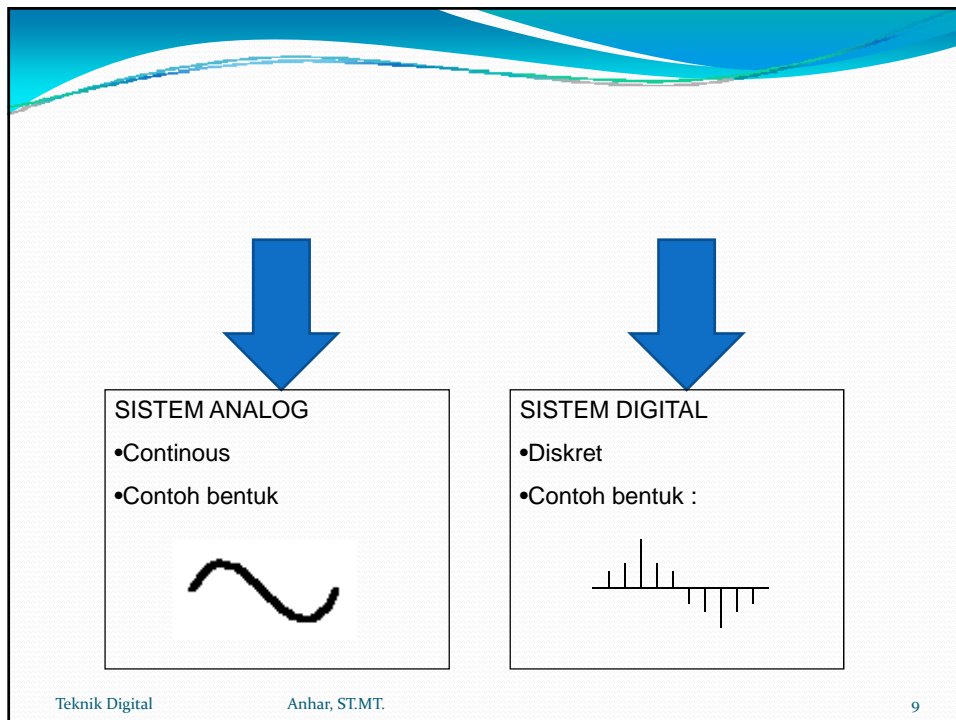 SISTEM ANALOG
•Continous
•Contoh bentuk
SISTEM DIGITAL
•Diskret
•Contoh bentuk :
Teknik Digital Anhar, ST.MT. 9